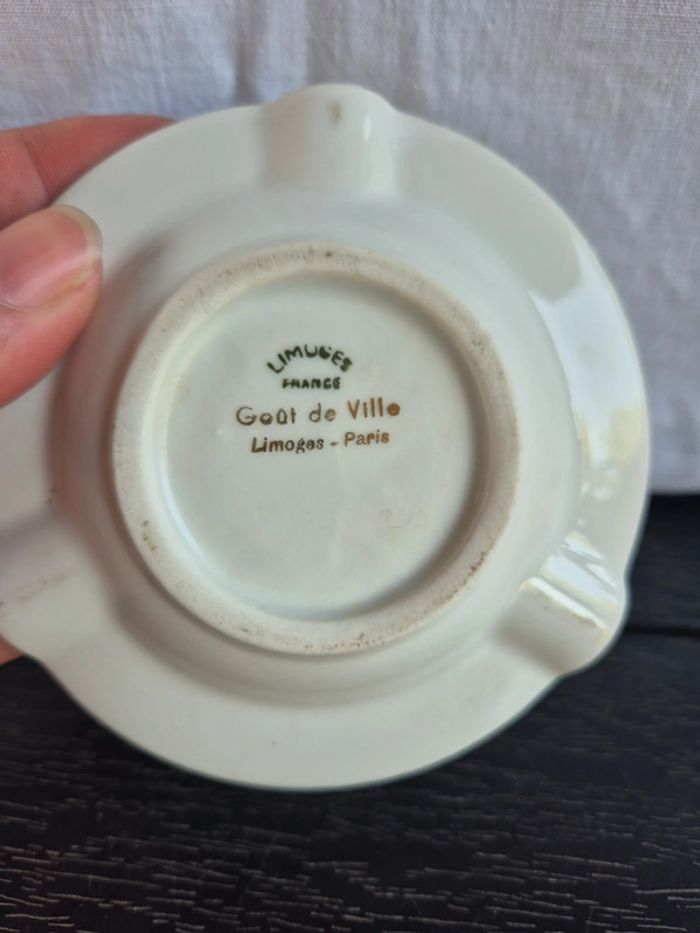 LIMOGES
FRANCE
Goût de Ville
Limoges - Paris